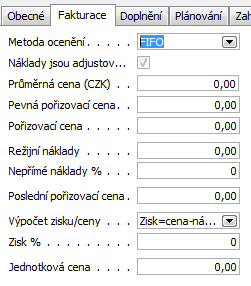 Obecné Fakturace Doplnění Plánování Zah
Metoda ocenění . . . . . FIFO
Náklady jsou adjustov...
Průměrná cena (CZK) . . . 0,00
Pevná pořizovací cena. . 0,00
Pořizovací cena . . . . . 0,00
Režijní náklady . . . . . 0,00
Nepřímé náklady % . . . 0
Poslední pořizovací cena . 0,00
Výpočet zisku/ceny . . . Zisk=cena-ná...
Zisk % . . . . . . . . . 0
Jednotková cena . . . . 0,00